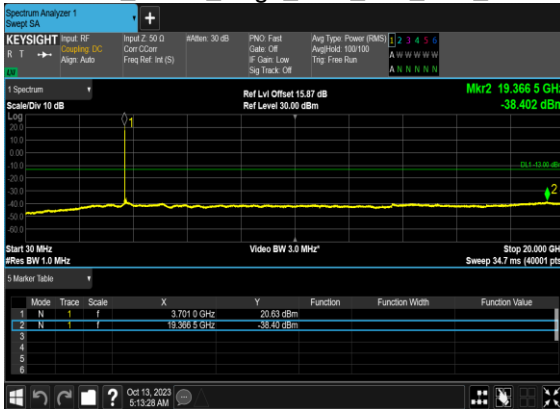 Spectrum Analyzer 1
Swept SA
KEYSIGHT Input: RF Input Z: 50 Ω #Atten: 30 dB PNO: Fast Avg Type: Power (RMS) 1 2 3 4 5 6
R T Coupling: DC Corr CCorr Gate: Off Avg|Hold: 100/100 A W W W W W
Align: Auto Freq Ref: Int (S) IF Gain: Low Trig: Free Run
Sig Track: Off A N N N N N
LXI
1 Spectrum Ref Lvl Offset 15.87 dB Mkr2 19.366 5 GHz
Scale/Div 10 dB Ref Level 30.00 dBm -38.402 dBm
Log
20.0
10.0
0.00
-10.0
-20.0
-30.0
-40.0
-50.0
-60.0
1
DL1 -13.00 dBm
2
Start 30 MHz Video BW 3.0 MHz* Stop 20.000 GHz
#Res BW 1.0 MHz Sweep 34.7 ms (40001 pts)
5 Marker Table
Mode Trace Scale X Y Function Function Width Function Value
1 N 1 f 3.701 0 GHz 20.63 dBm
2 N 1 f 19.366 5 GHz -38.40 dBm
3
4
5
6
? Oct 13, 2023
5:13:28 AM